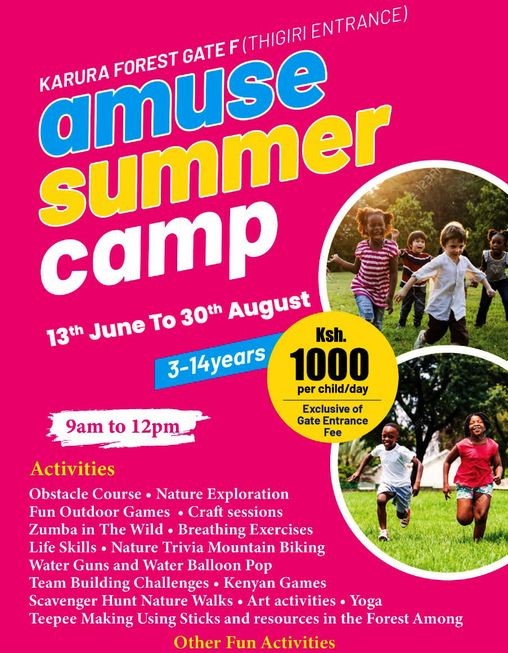 KARURA FOREST GATE F (THIGIRI ENTRANCE)
amuse
summer
camp
13th June To 30th August
3-14years
Ksh.
1000
per child/day
Exclusive of
Gate Entrance
Fee
9am to 12pm
Activities
Obstacle Course • Nature Exploration
Fun Outdoor Games • Craft sessions
Zumba in The Wild • Breathing Exercises
Life Skills • Nature Trivia Mountain Biking
Water Guns and Water Balloon Pop
Team Building Challenges • Kenyan Games
Scavenger Hunt Nature Walks • Art activities • Yoga
Teepee Making Using Sticks and resources in the Forest Among
Other Fun Activities